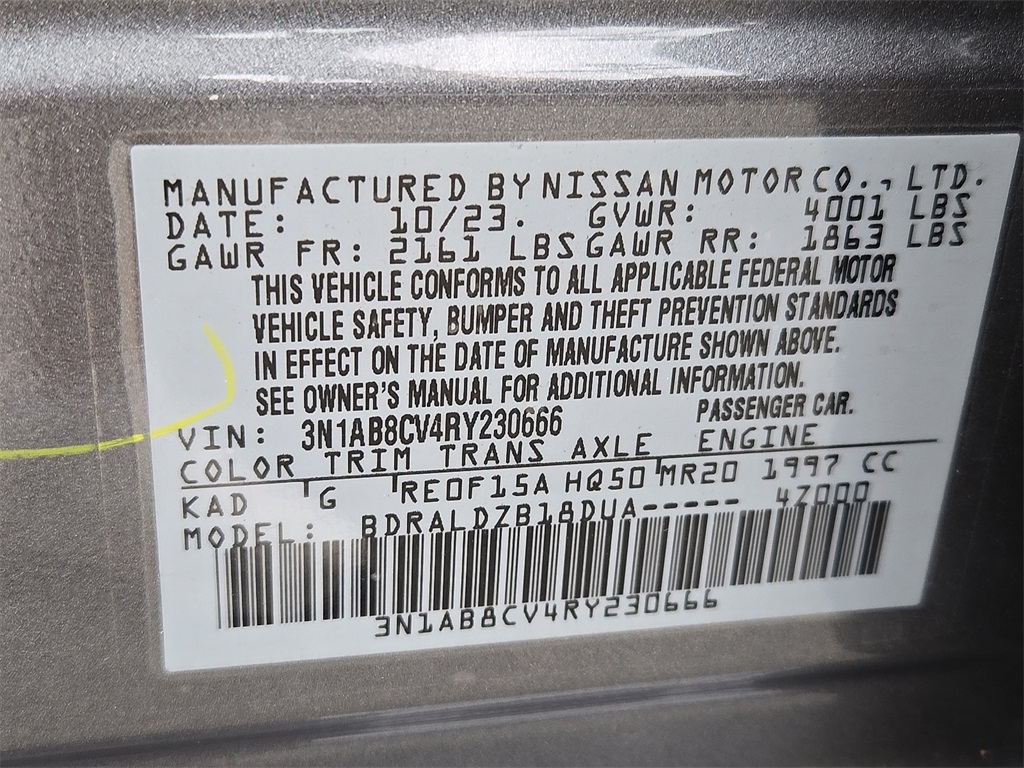 MANUFACTURED BY NISSAN MOTOR CO., LTD.
DATE: 10/23. GVWR: 4001 LBS
GAWR FR: 2161 LBS GAWR RR: 1863 LBS
THIS VEHICLE CONFORMS TO ALL APPLICABLE FEDERAL MOTOR
VEHICLE SAFETY, BUMPER AND THEFT PREVENTION STANDARDS
IN EFFECT ON THE DATE OF MANUFACTURE SHOWN ABOVE.
SEE OWNER'S MANUAL FOR ADDITIONAL INFORMATION.
VIN: 3N1AB8CV4RY230666 PASSENGER CAR.
COLOR TRIM TRANS AXLE ENGINE
KAD G RE0F15A HQ50 MR20 1997 CC
MODEL: BDRALDZB18DUA----- 4Z000
3N1AB8CV4RY230666